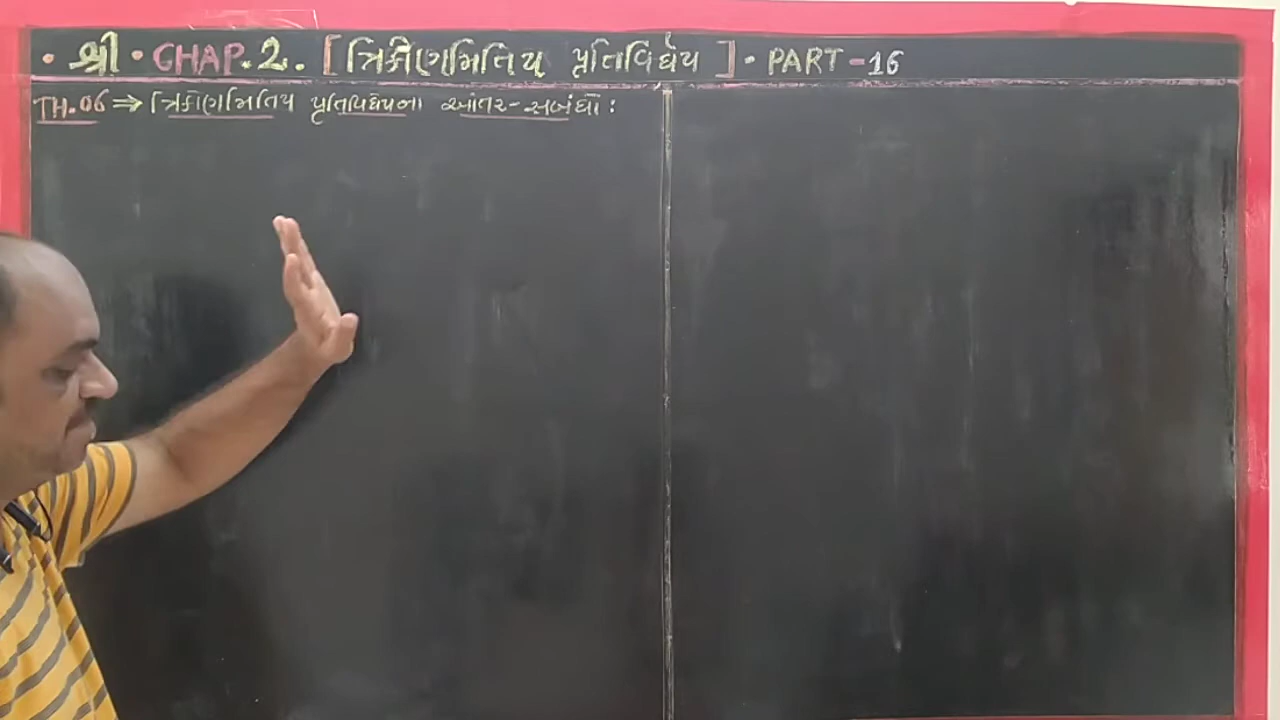 • શ્રી • CHAP. 2. [ ત્રિકોણમિતિય પ્રતિવિધેય ] • PART - 16
TH. 06 ⇒ ત્રિકોણમિતિય પ્રતિવિધેયના આંતર-સબંધો :